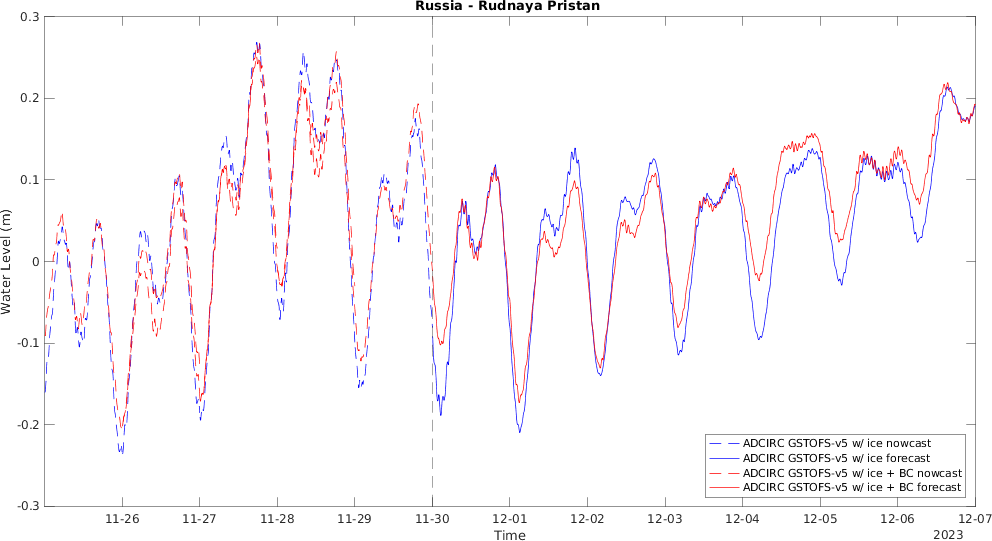 Russia - Rudnaya Pristan
0.3
0.2
0.1
0
-0.1
-0.2
-0.3
Water Level (m)
11-26 11-27 11-28 11-29 11-30 12-01 12-02 12-03 12-04 12-05 12-06 12-07
Time
2023
ADCIRC GSTOFS-v5 w/ ice nowcast
ADCIRC GSTOFS-v5 w/ ice forecast
ADCIRC GSTOFS-v5 w/ ice + BC nowcast
ADCIRC GSTOFS-v5 w/ ice + BC forecast